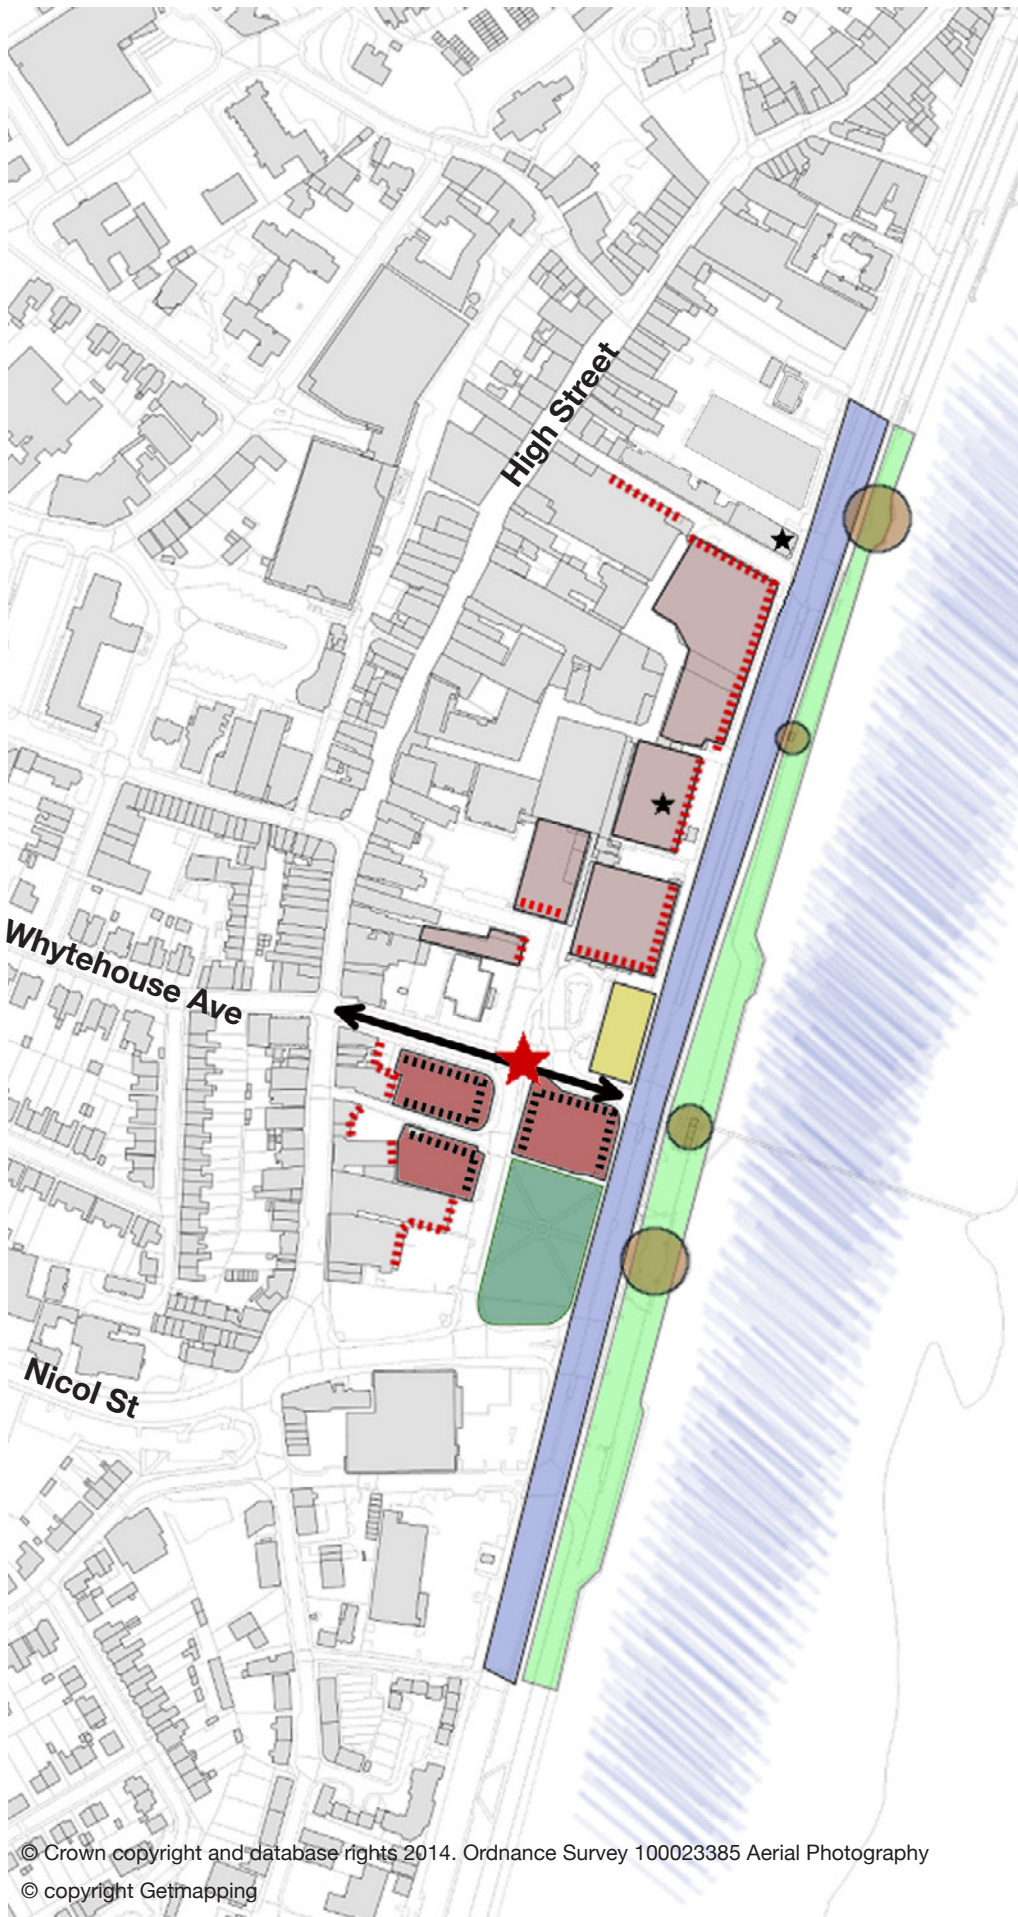 High Street
Whytehouse Ave
Nicol St
© Crown copyright and database rights 2014. Ordnance Survey 100023385 Aerial Photography
© copyright Getmapping